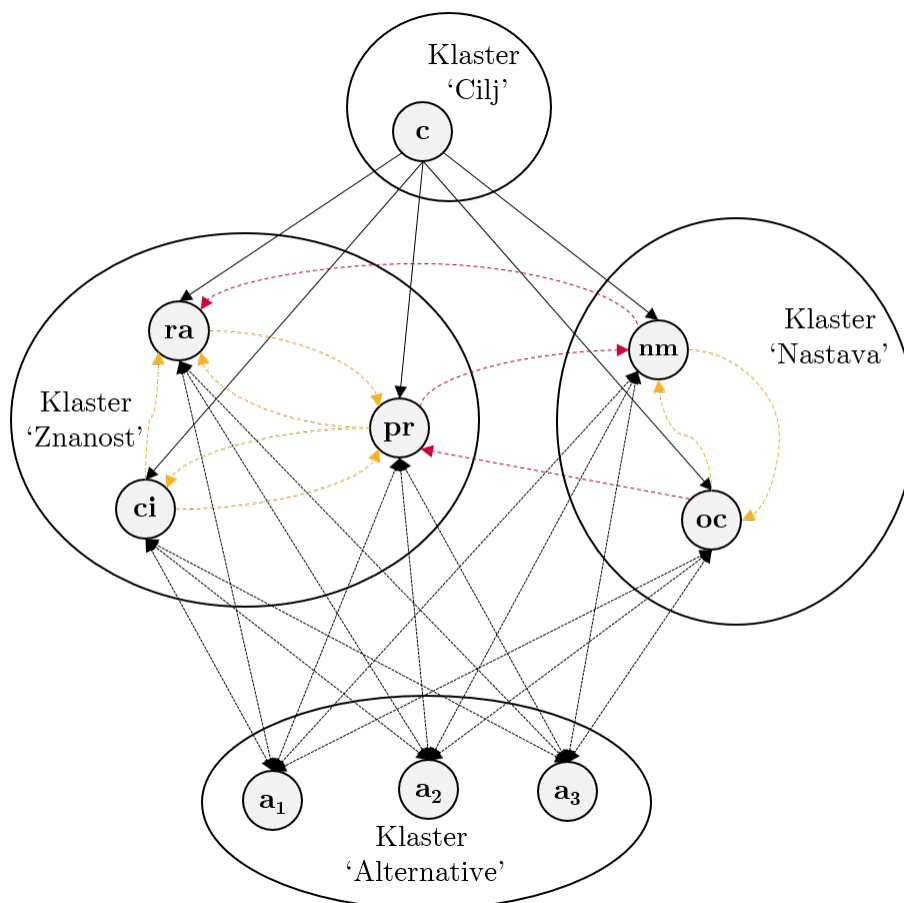 Klaster
‘Cilj’
c
ra
Klaster
‘Znanost’
pr
ci
nm
Klaster
‘Nastava’
oc
a₁
a₂
a₃
Klaster
‘Alternative’